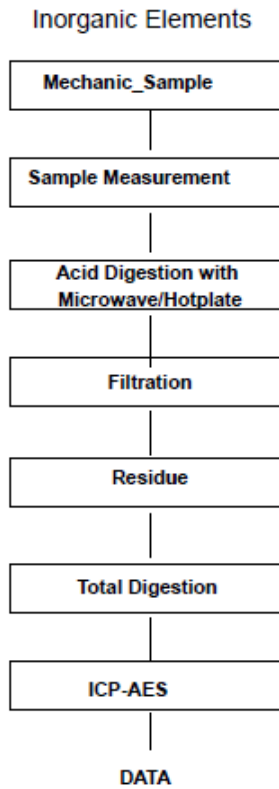 Inorganic Elements
Mechanic_Sample
Sample Measurement
Acid Digestion with
Microwave/Hotplate
Filtration
Residue
Total Digestion
ICP-AES
DATA